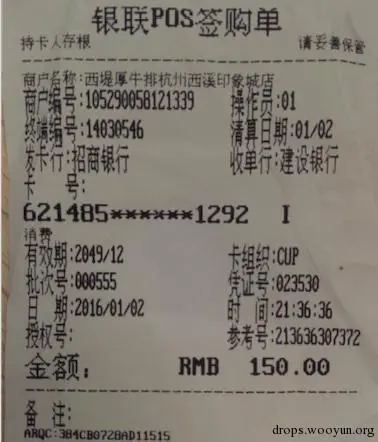 银联POS签购单
持卡人存根 请妥善保管
商户名称:西堤厚牛排杭州西溪印象城店
商户编号:105290058121339 操作员:01
终端编号:14030546 清算日期:01/02
发卡行:招商银行 收单行:建设银行
卡 号:
621485******1292 I
消费
有效期:2049/12 卡组织:CUP
批次号:000555 凭证号:023530
日 期:2016/01/02 时 间:21:36:36
授权号: 参考号:213636307372
金额: RMB 150.00
备 注:
ARQC:384CB0728AD11515
drops.wooyun.org